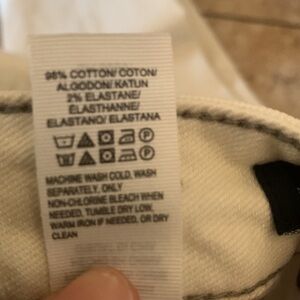 98% COTTON/ COTON/
ALGODON/ KATUN
2% ELASTANE/
ÉLASTHANNE/
ELASTANO/ ELASTANA
MACHINE WASH COLD, WASH
SEPARATELY, ONLY
NON-CHLORINE BLEACH WHEN
NEEDED, TUMBLE DRY LOW,
WARM IRON IF NEEDED, OR DRY
CLEAN